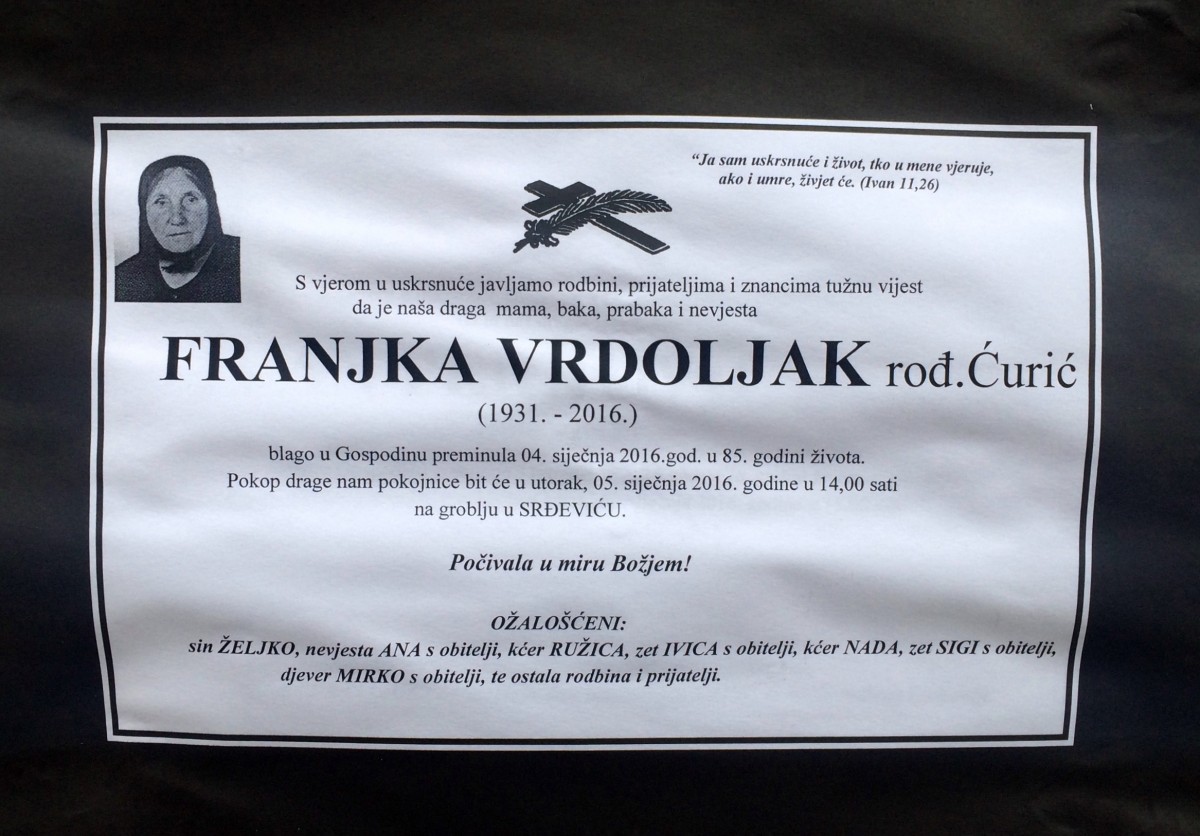 “Ja sam uskrsnuće i život, tko u mene vjeruje,
ako i umre, živjet će. (Ivan 11,26)
S vjerom u uskrsnuće javljamo rodbini, prijateljima i znancima tužnu vijest
da je naša draga mama, baka, prabaka i nevjesta
FRANJKA VRDOLJAK rođ.Ćurić
(1931. - 2016.)
blago u Gospodinu preminula 04. siječnja 2016.god. u 85. godini života.
Pokop drage nam pokojnice bit će u utorak, 05. siječnja 2016. godine u 14,00 sati
na groblju u SRĐEVIĆU.
Počivala u miru Božjem!
OŽALOŠĆENI:
sin ŽELJKO, nevjesta ANA s obitelji, kćer RUŽICA, zet IVICA s obitelji, kćer NADA, zet SIGI s obitelji,
djever MIRKO s obitelji, te ostala rodbina i prijatelji.